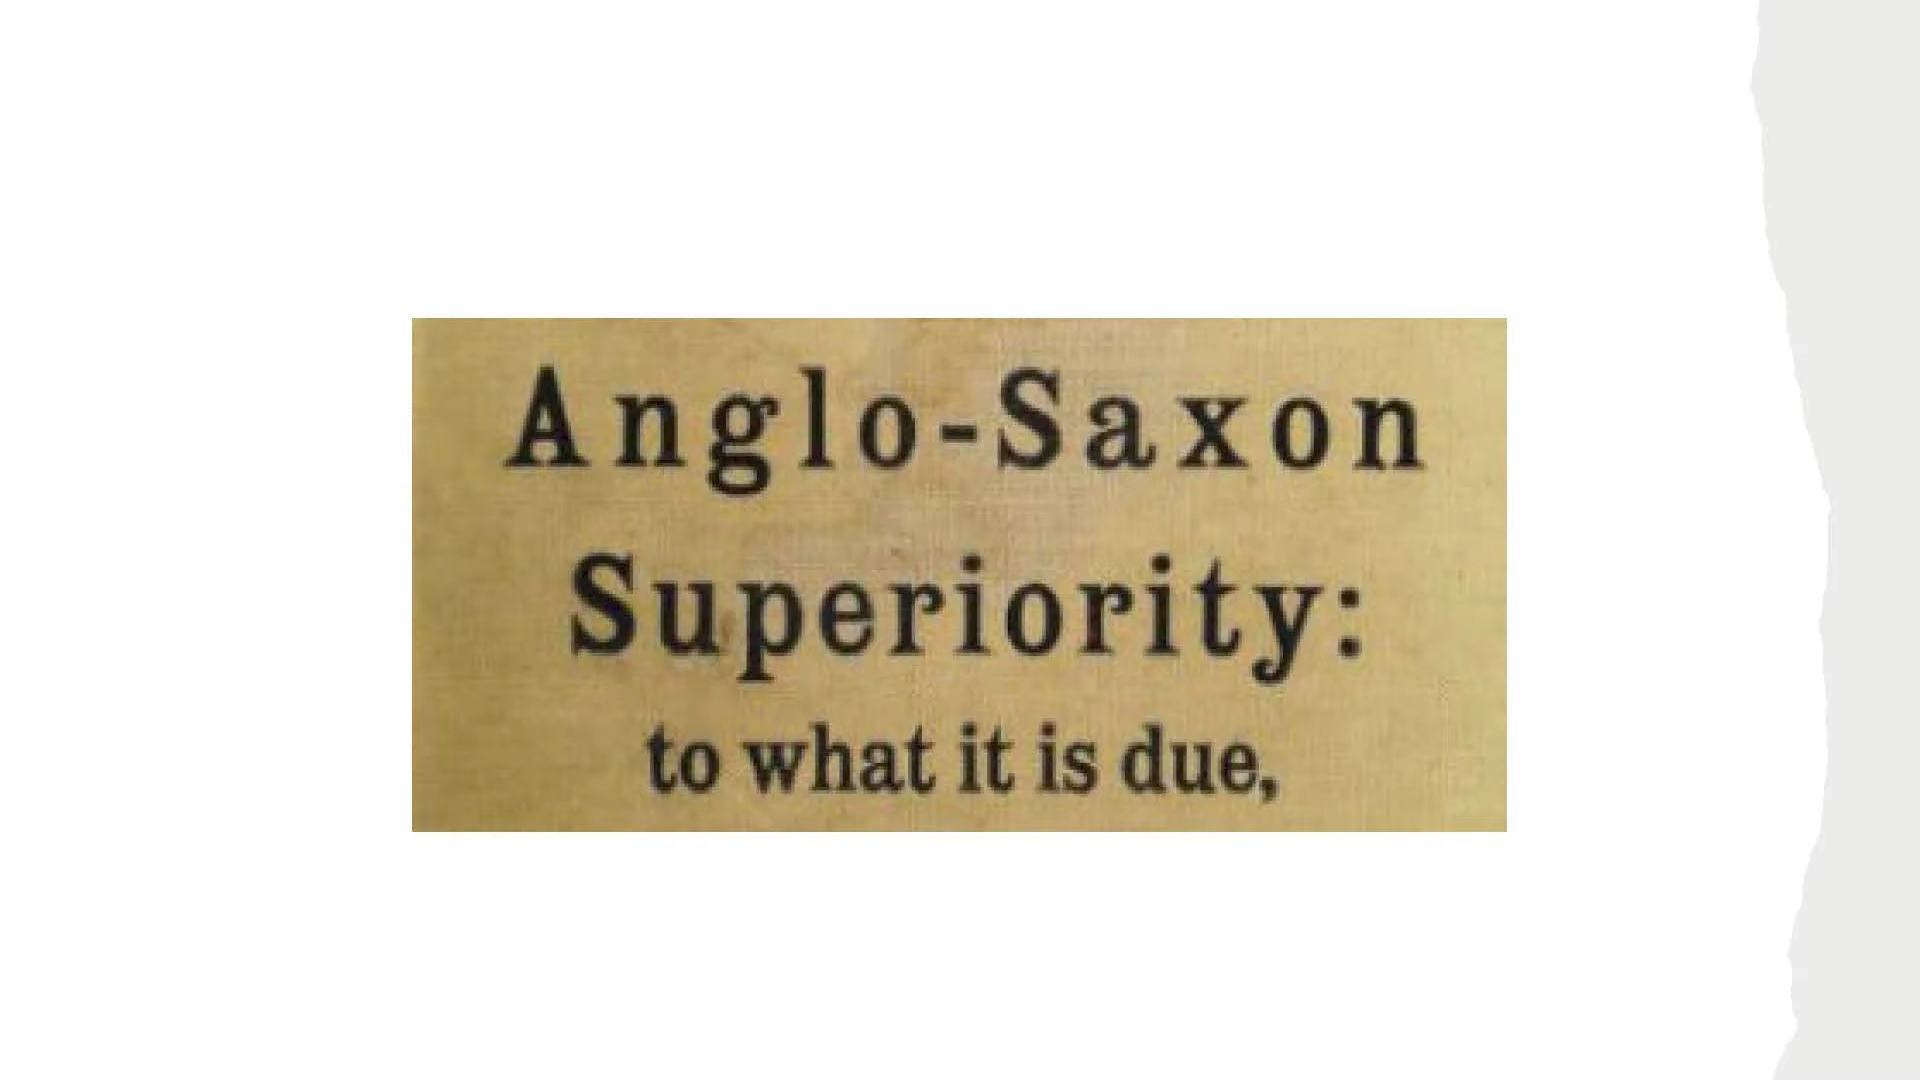 Anglo-Saxon
Superiority:
to what it is due,